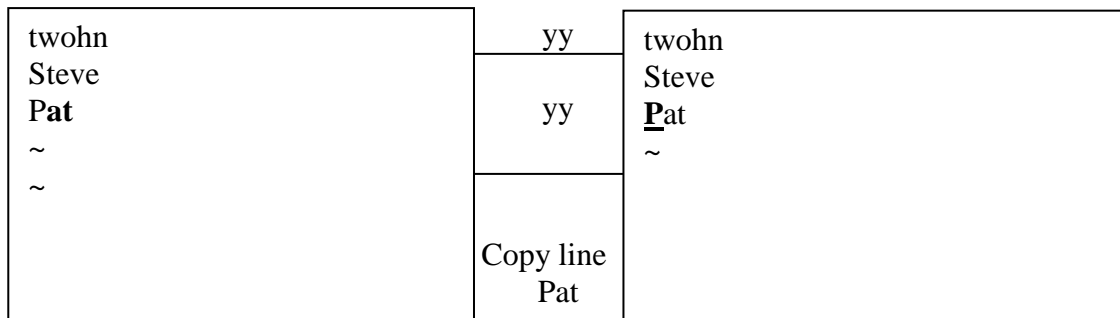 twohn
Steve
Pat
~
~
yy
yy
Copy line
Pat
twohn
Steve
Pat
~